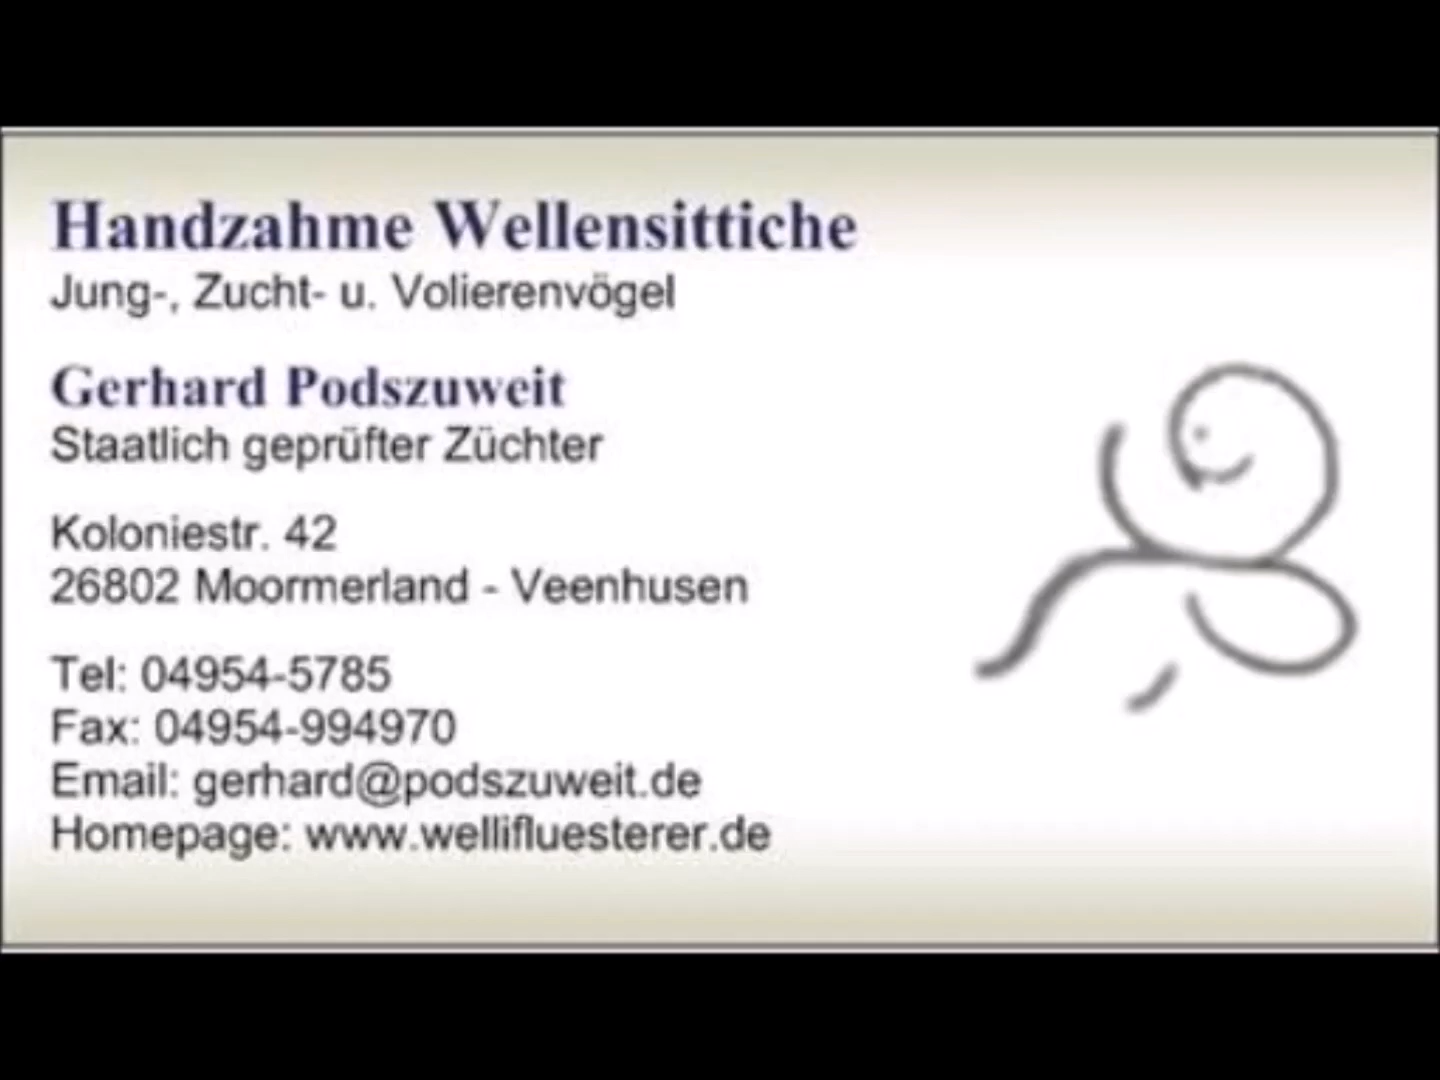 Handzahme Wellensittiche
Jung-, Zucht- u. Volierenvögel
Gerhard Podszuweit
Staatlich geprüfter Züchter
Koloniestr. 42
26802 Moormerland - Veenhusen
Tel: 04954-5785
Fax: 04954-994970
Email: gerhard@podszuweit.de
Homepage: www.wellifluesterer.de